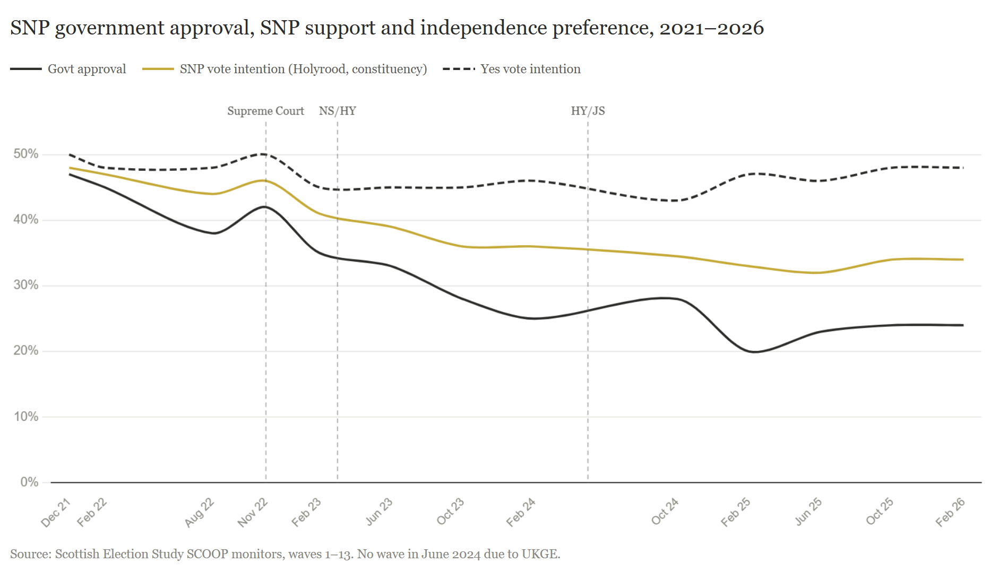 SNP government approval, SNP support and independence preference, 2021–2026
Govt approval SNP vote intention (Holyrood, constituency) Yes vote intention
Supreme Court NS/HY HY/JS
50%
40%
30%
20%
10%
0%
Dec 21 Feb 22 Aug 22 Nov 22 Feb 23 Jun 23 Oct 23 Feb 24 Oct 24 Feb 25 Jun 25 Oct 25 Feb 26
Source: Scottish Election Study SCOOP monitors, waves 1–13. No wave in June 2024 due to UKGE.